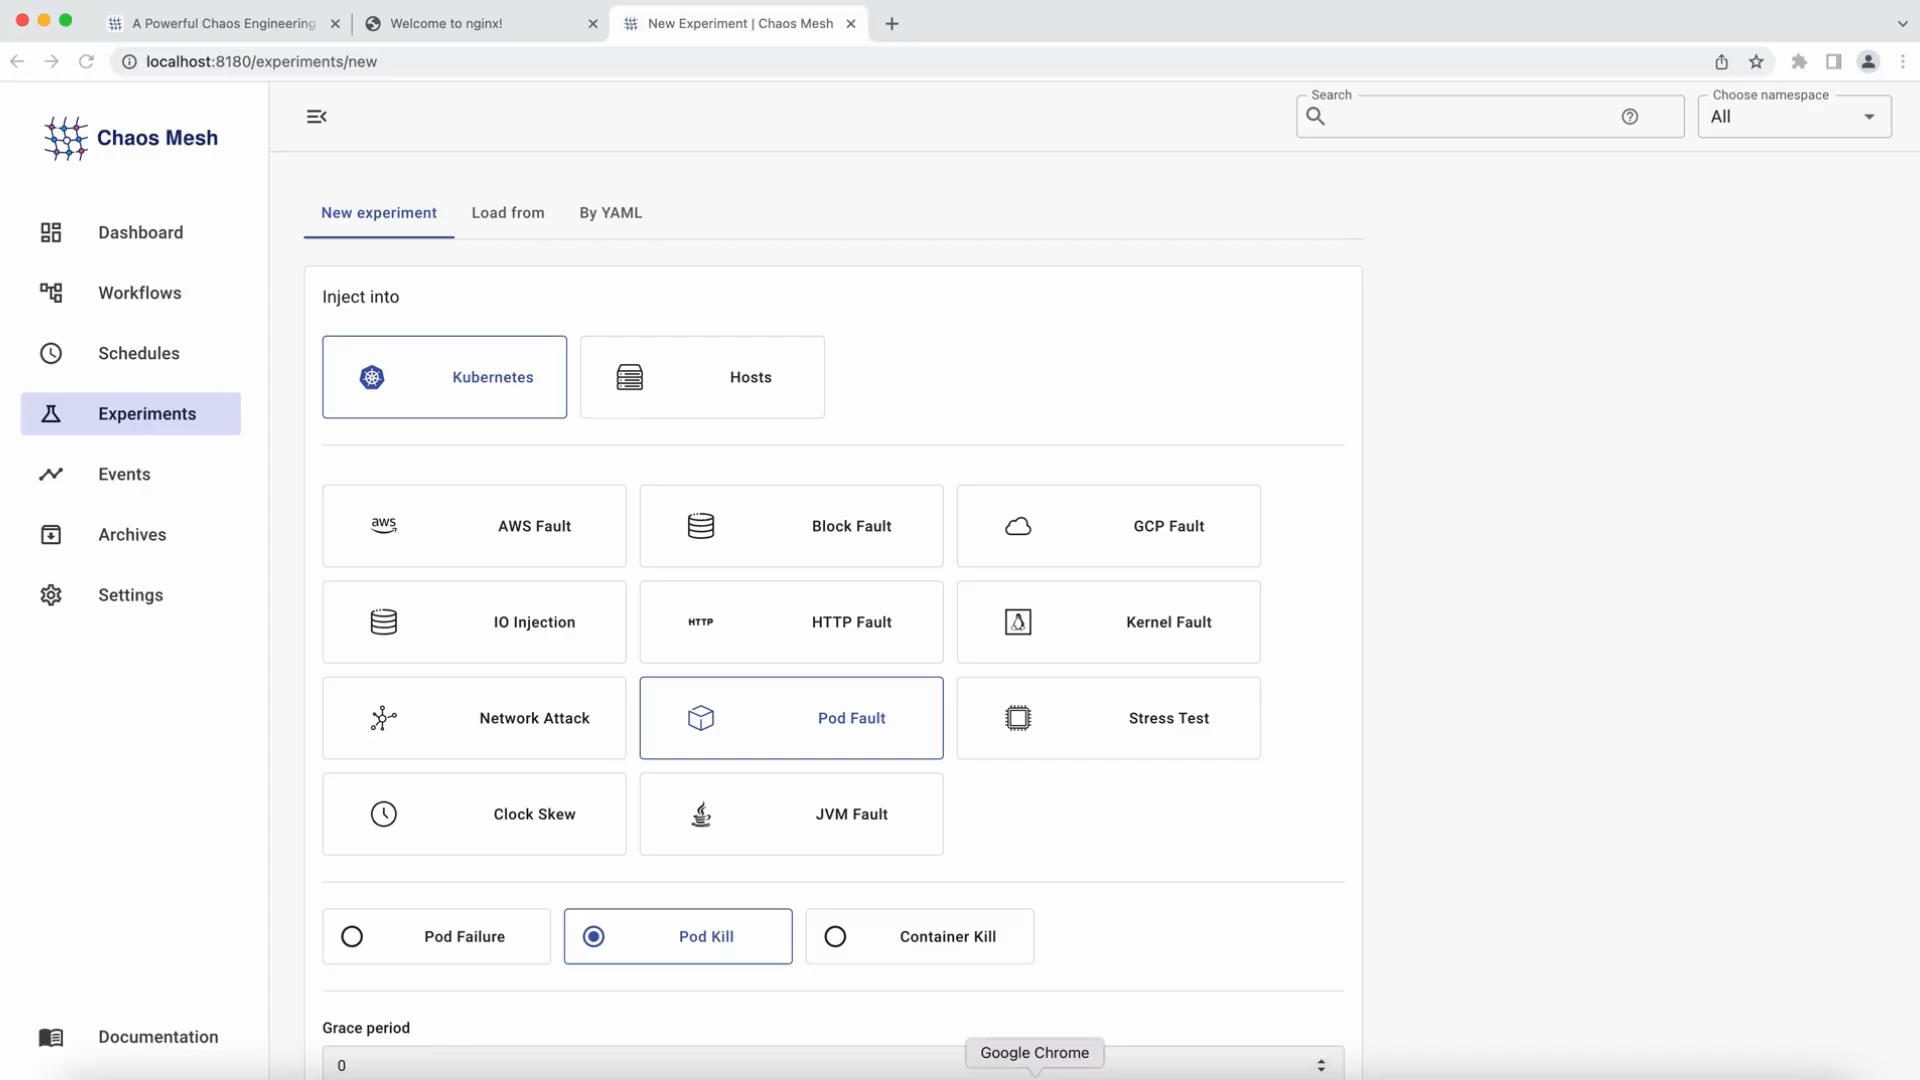 A Powerful Chaos Engineering
Welcome to nginx!
New Experiment | Chaos Mesh
localhost:8180/experiments/new
Chaos Mesh
Search
Choose namespace
All
Dashboard
Workflows
Schedules
Experiments
Events
Archives
Settings
Documentation
New experiment
Load from
By YAML
Inject into
Kubernetes
Hosts
aws
AWS Fault
Block Fault
GCP Fault
IO Injection
HTTP
HTTP Fault
Kernel Fault
Network Attack
Pod Fault
Stress Test
Clock Skew
JVM Fault
Pod Failure
Pod Kill
Container Kill
Grace period
0
Google Chrome